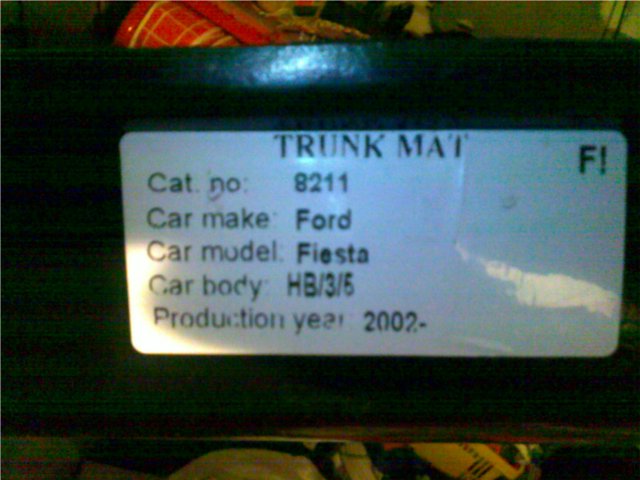 TRUNK MAT
F!
Cat. no: 8211
Car make: Ford
Car model: Fiesta
Car body: HB/3/5
Production year: 2002-